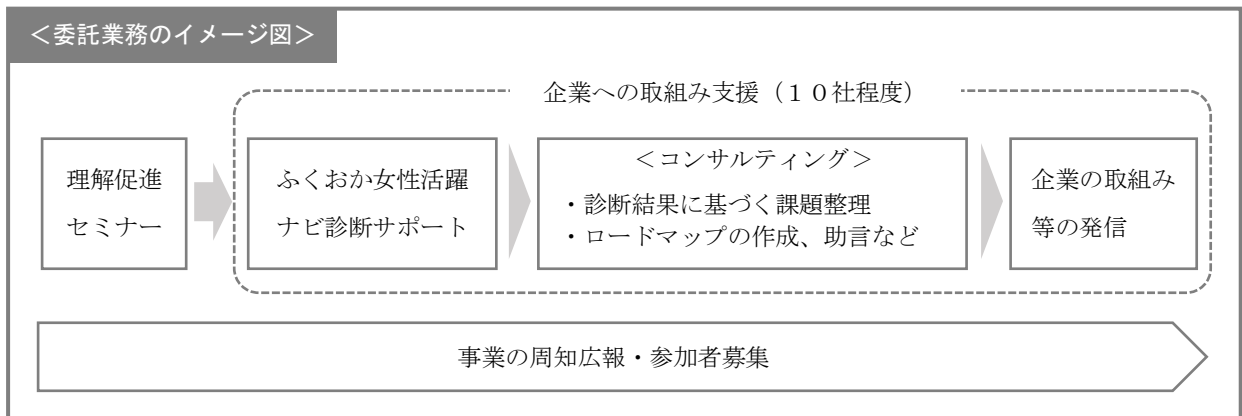 ＜委託業務のイメージ図＞
企業への取組み支援（１０社程度）
理解促進
セミナー
ふくおか女性活躍
ナビ診断サポート
＜コンサルティング＞
・診断結果に基づく課題整理
・ロードマップの作成、助言など
企業の取組み
等の発信
事業の周知広報・参加者募集